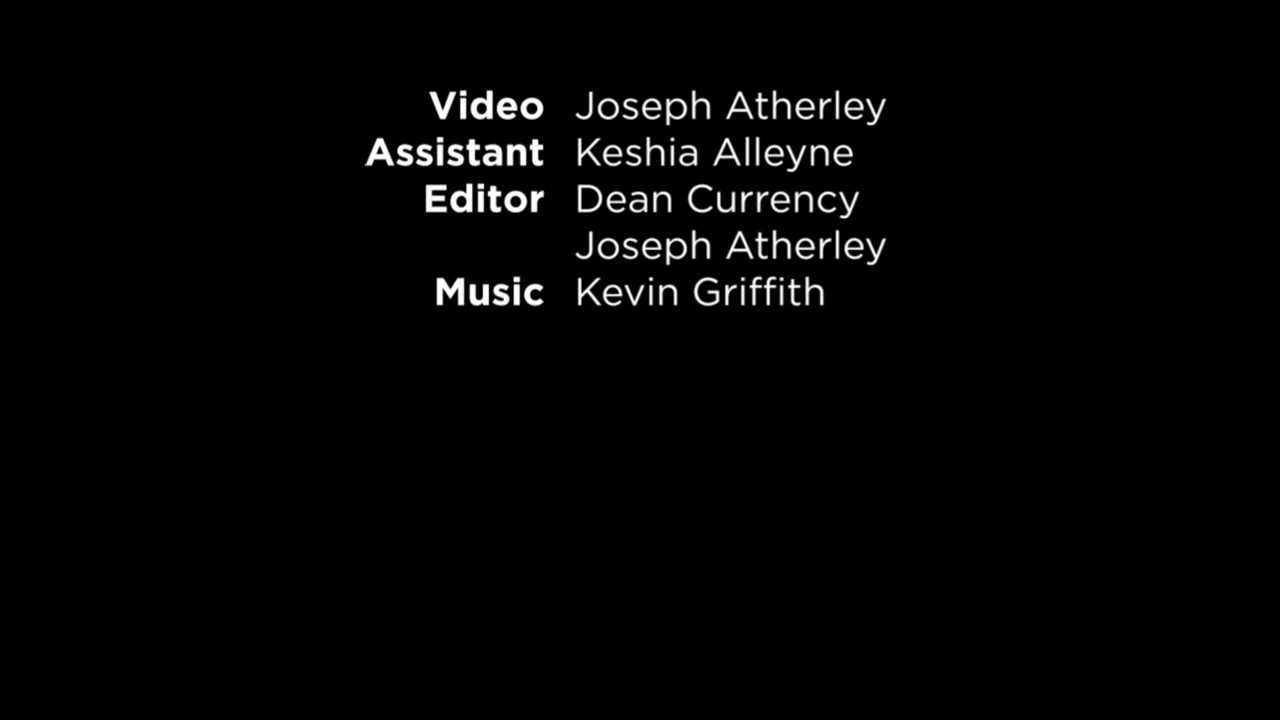 Video Joseph Atherley
Assistant Keshia Alleyne
Editor Dean Currency
Joseph Atherley
Music Kevin Griffith